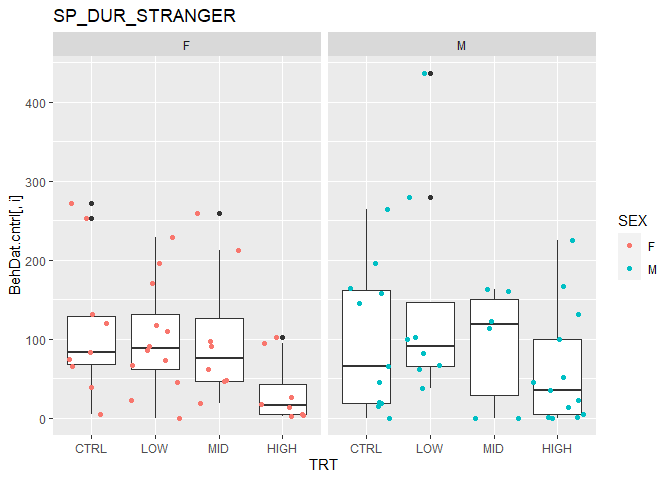 SP_DUR_STRANGER
F
M
BehDat.cntrl[, i]
400
300
200
100
0
CTRL LOW MID HIGH
CTRL LOW MID HIGH
TRT
SEX
F
M